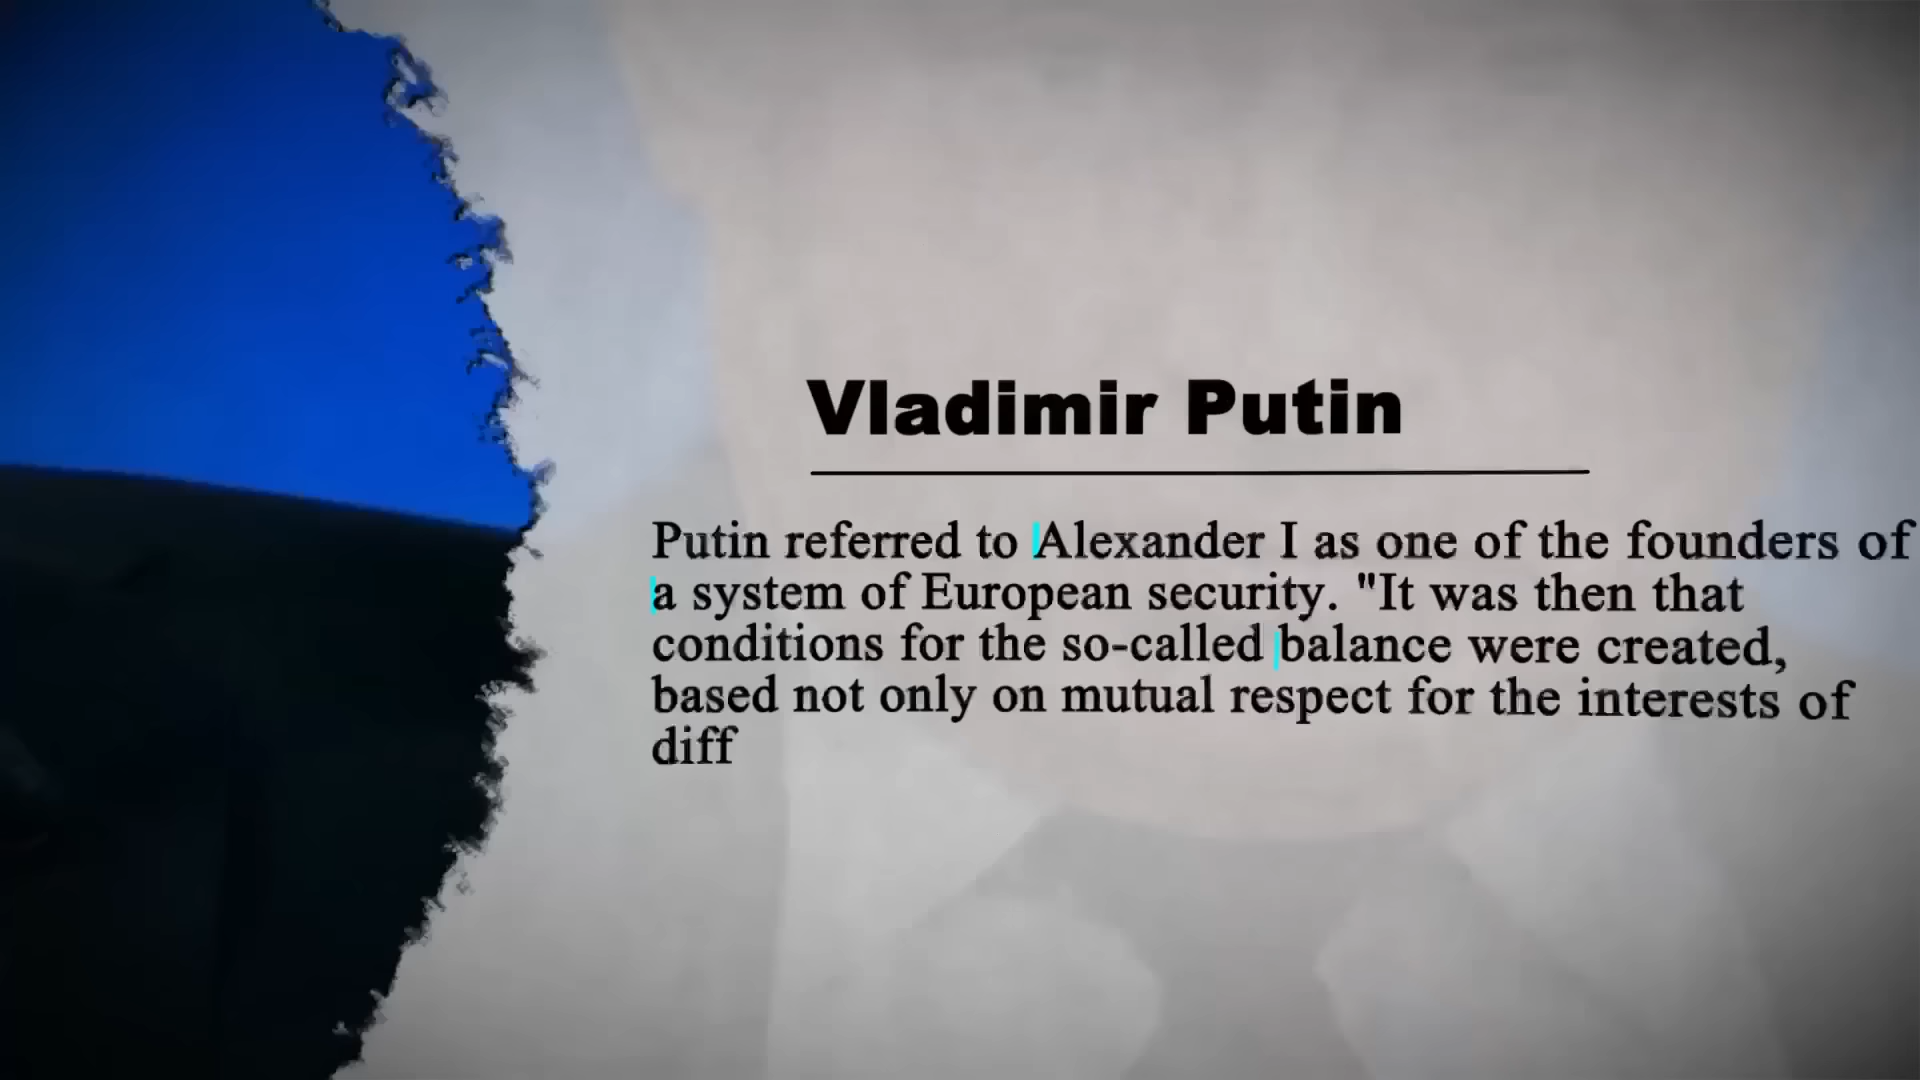 Vladimir Putin
Putin referred to Alexander I as one of the founders of
a system of European security. "It was then that
conditions for the so-called balance were created,
based not only on mutual respect for the interests of
diff